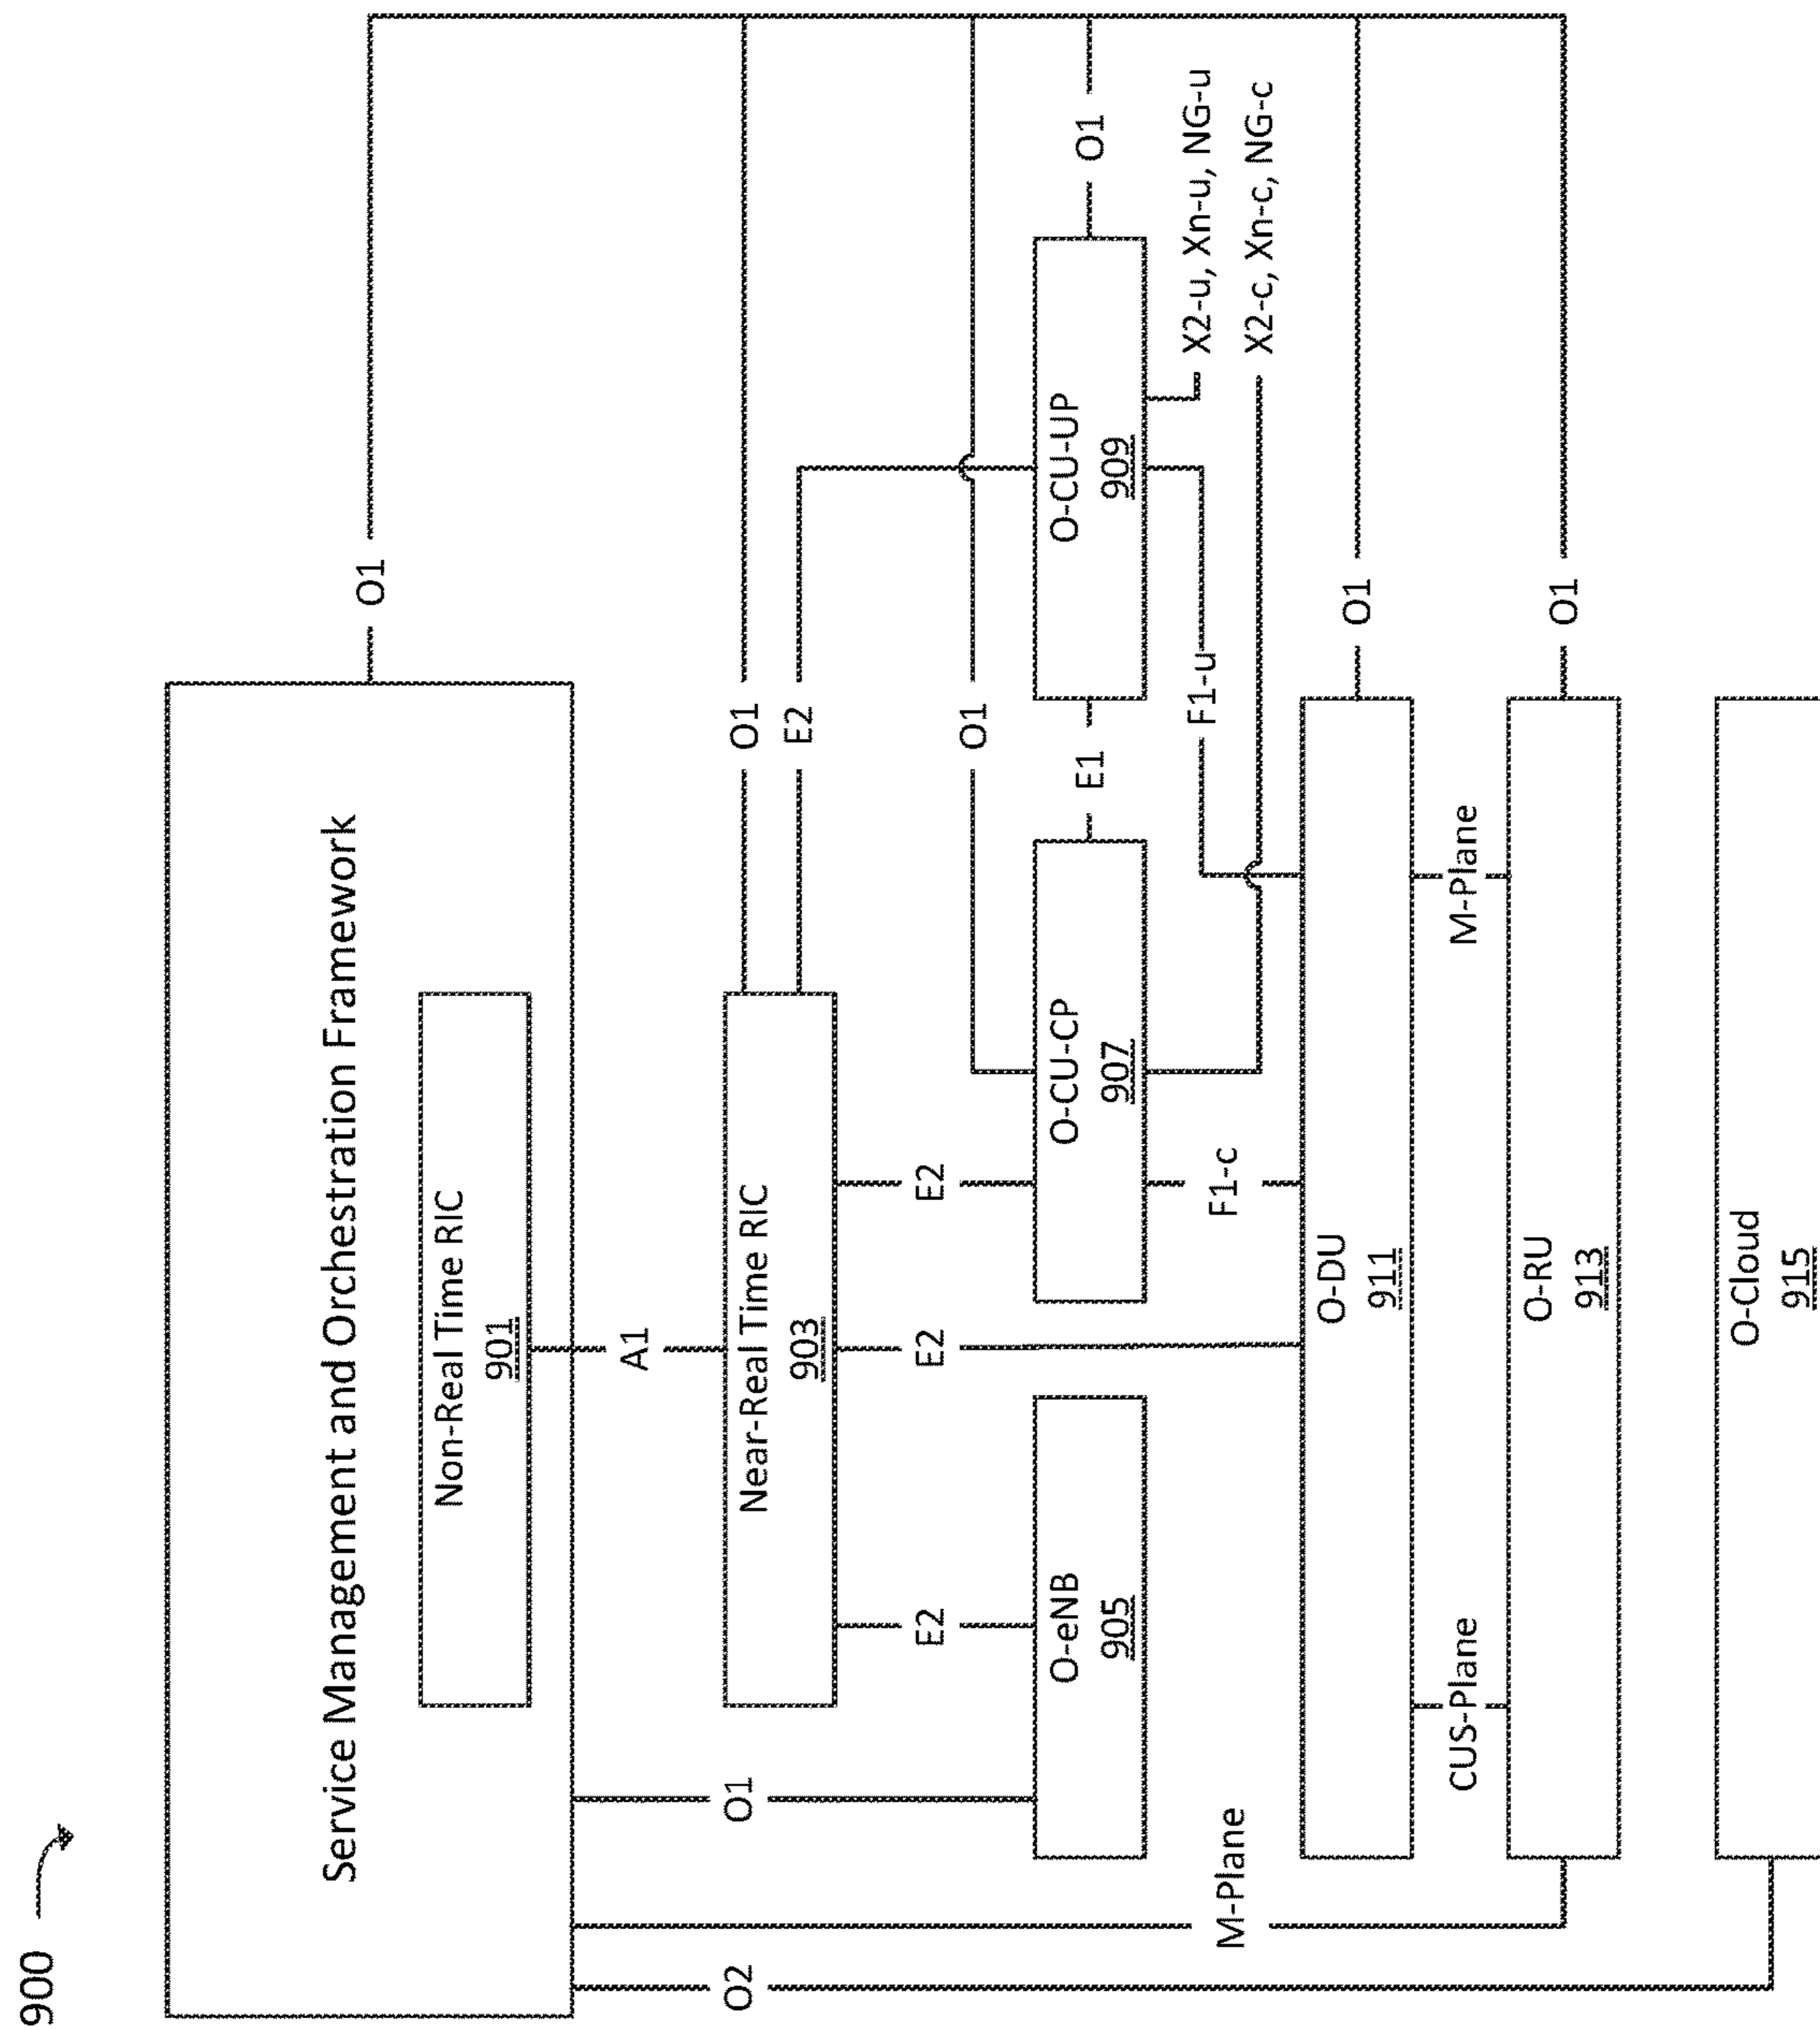 900
Service Management and Orchestration Framework
O1
Non-Real Time RIC
901
A1
O1
Near-Real Time RIC
903
O1
E2
E2
E2
E2
O1
O-eNB
905
O-CU-CP
907
E1
O-CU-UP
909
O1
F1-c
F1-u
X2-u, Xn-u, NG-u
X2-c, Xn-c, NG-c
O2
M-Plane
O-DU
911
O1
CUS-Plane
M-Plane
O-RU
913
O1
O-Cloud
915